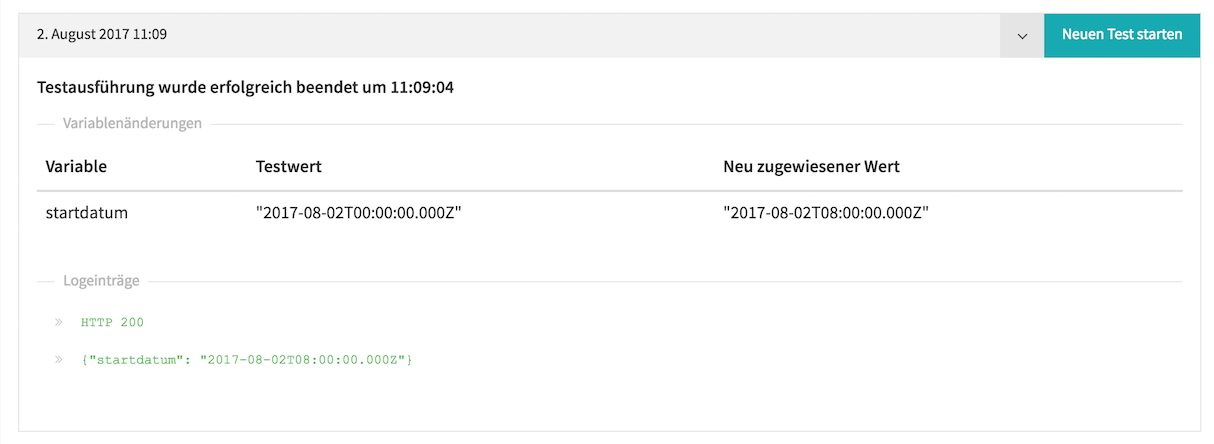 2. August 2017 11:09
Neuen Test starten
Testausführung wurde erfolgreich beendet um 11:09:04
Variablenänderungen
Variable Testwert Neu zugewiesener Wert
startdatum "2017-08-02T00:00:00.000Z" "2017-08-02T08:00:00.000Z"
Logeinträge
» HTTP 200
» {"startdatum": "2017-08-02T08:00:00.000Z"}